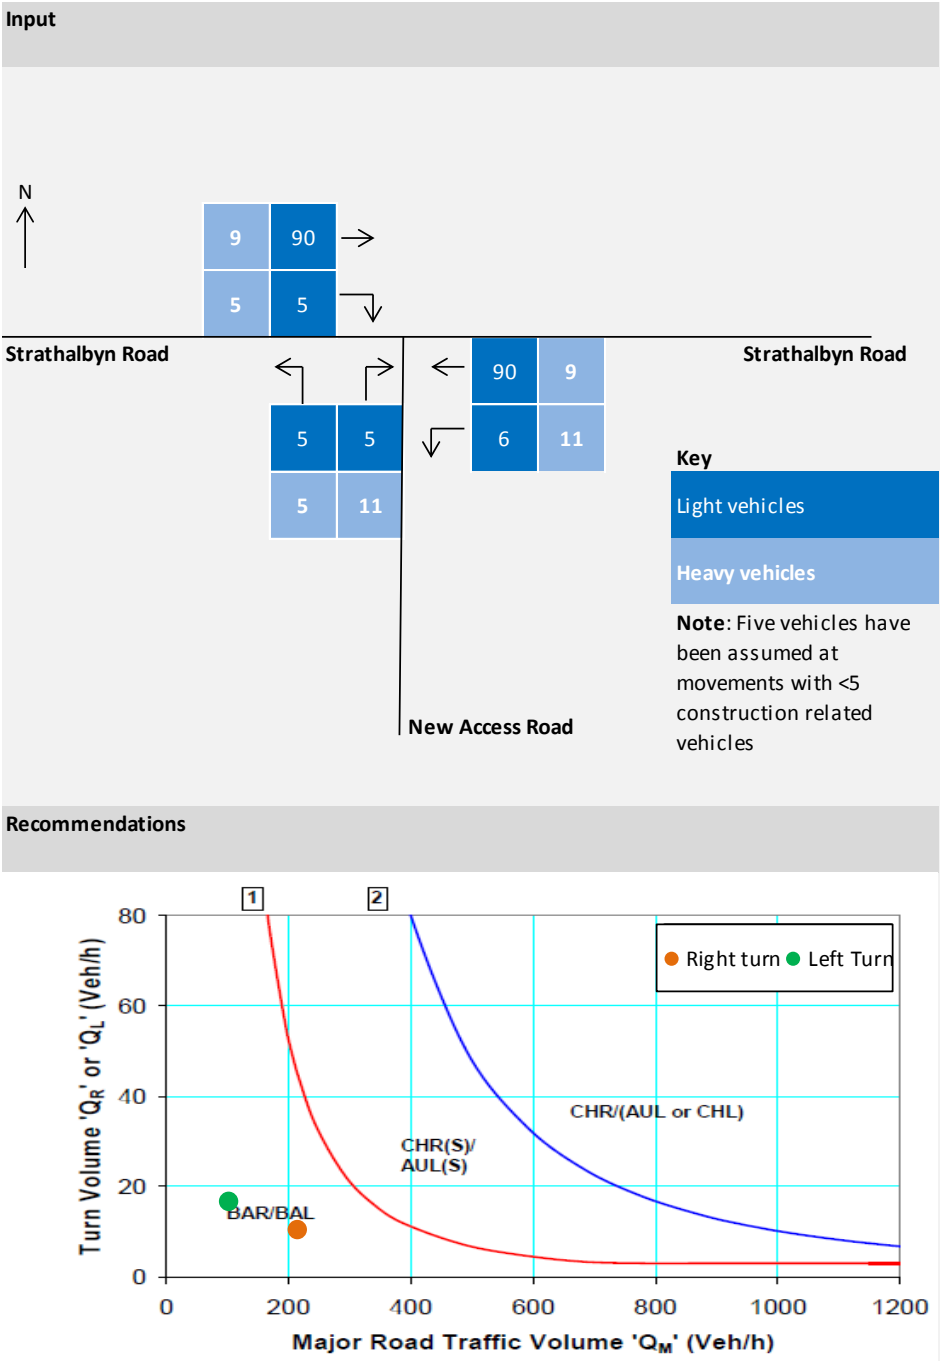 Input
N
9 90
5 5
Strathalbyn Road
Strathalbyn Road
90 9
6 11
5 5
5 11
Key
Light vehicles
Heavy vehicles
Note: Five vehicles have
been assumed at
movements with <5
construction related
vehicles
New Access Road
Recommendations
1 2
Right turn Left Turn
Turn Volume 'QR' or 'QL' (Veh/h)
80
60
40
20
0
CHR/(AUL or CHL)
CHR(S)/
AUL(S)
BAR/BAL
0 200 400 600 800 1000 1200
Major Road Traffic Volume 'QM' (Veh/h)